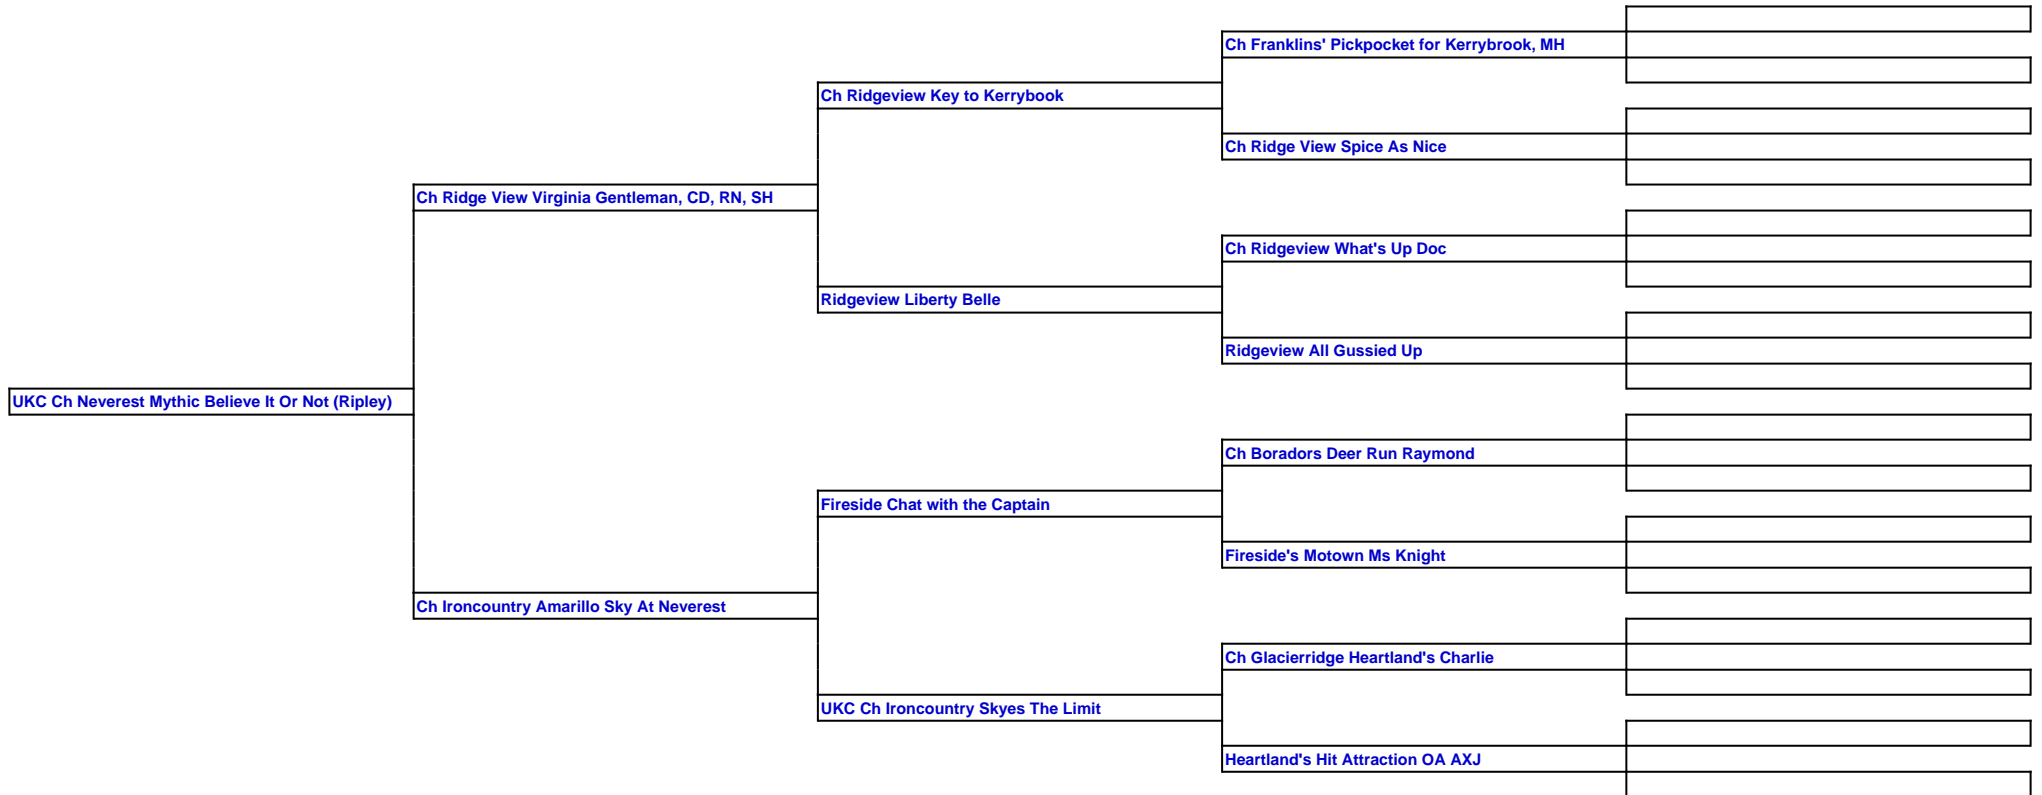 Ch Franklins' Pickpocket for Kerrybrook, MH
Ch Ridgeview Key to Kerrybook
Ch Ridge View Spice As Nice
Ch Ridge View Virginia Gentleman, CD, RN, SH
Ch Ridgeview What's Up Doc
Ridgeview Liberty Belle
Ridgeview All Gussied Up
UKC Ch Neverest Mythic Believe It Or Not (Ripley)
Ch Boradors Deer Run Raymond
Fireside Chat with the Captain
Fireside's Motown Ms Knight
Ch Ironcountry Amarillo Sky At Neverest
Ch Glacierridge Heartland's Charlie
UKC Ch Ironcountry Skyes The Limit
Heartland's Hit Attraction OA AXJ